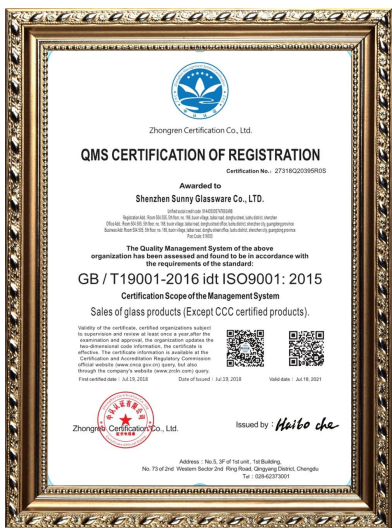 Zhongren Certification Co., Ltd.
QMS CERTIFICATION OF REGISTRATION
Certification No.: 27318Q20395R0S
Awarded to
Shenzhen Sunny Glassware Co., LTD.
The Quality Management System of the above
organization has been assessed and found to be in accordance with
the requirements of the standard:
GB / T19001-2016 idt ISO9001: 2015
Certification Scope of the Management System
Sales of glass products (Except CCC certified products).
Validity of the certificate, certified organizations subject
to supervision and review at least once a year,after the
examination and approval, the organization updates the
two-dimensional code information, the certificate is
effective. The certificate information is available at the
Certification and Accreditation Regulatory Commission
official website (www.cnca.gov.cn) query, but also
through the company's website (www.zrcln.com) query.
First certified date : Jul 19, 2018
Date of Issued : Jul 19, 2018
Valid date : Jul 18, 2021
Zhongren Certification Co., Ltd.
Issued by : Haibo che
Address : No.5, 3F of 1st unit . 1st Building,
No. 73 of 2nd Western Sector 2nd Ring Road, Qingyang District, Chengdu
Tel : 028-62373001